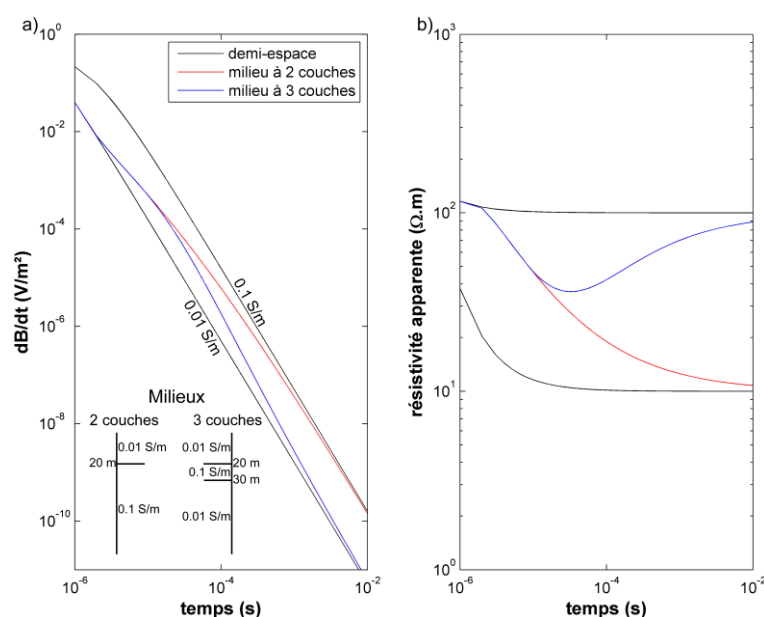 a)
demi-espace
milieu à 2 couches
milieu à 3 couches
10^0
10^-2
10^-4
10^-6
10^-8
10^-10
dB/dt (V/m²)
0.1 S/m
0.01 S/m
Milieux
2 couches
3 couches
0.01 S/m
20 m
0.1 S/m
0.01 S/m
20 m
0.1 S/m
30 m
0.01 S/m
10^-6
10^-4
10^-2
temps (s)
b)
10^3
10^2
10^1
10^0
résistivité apparente (Ω.m)
10^-6
10^-4
10^-2
temps (s)